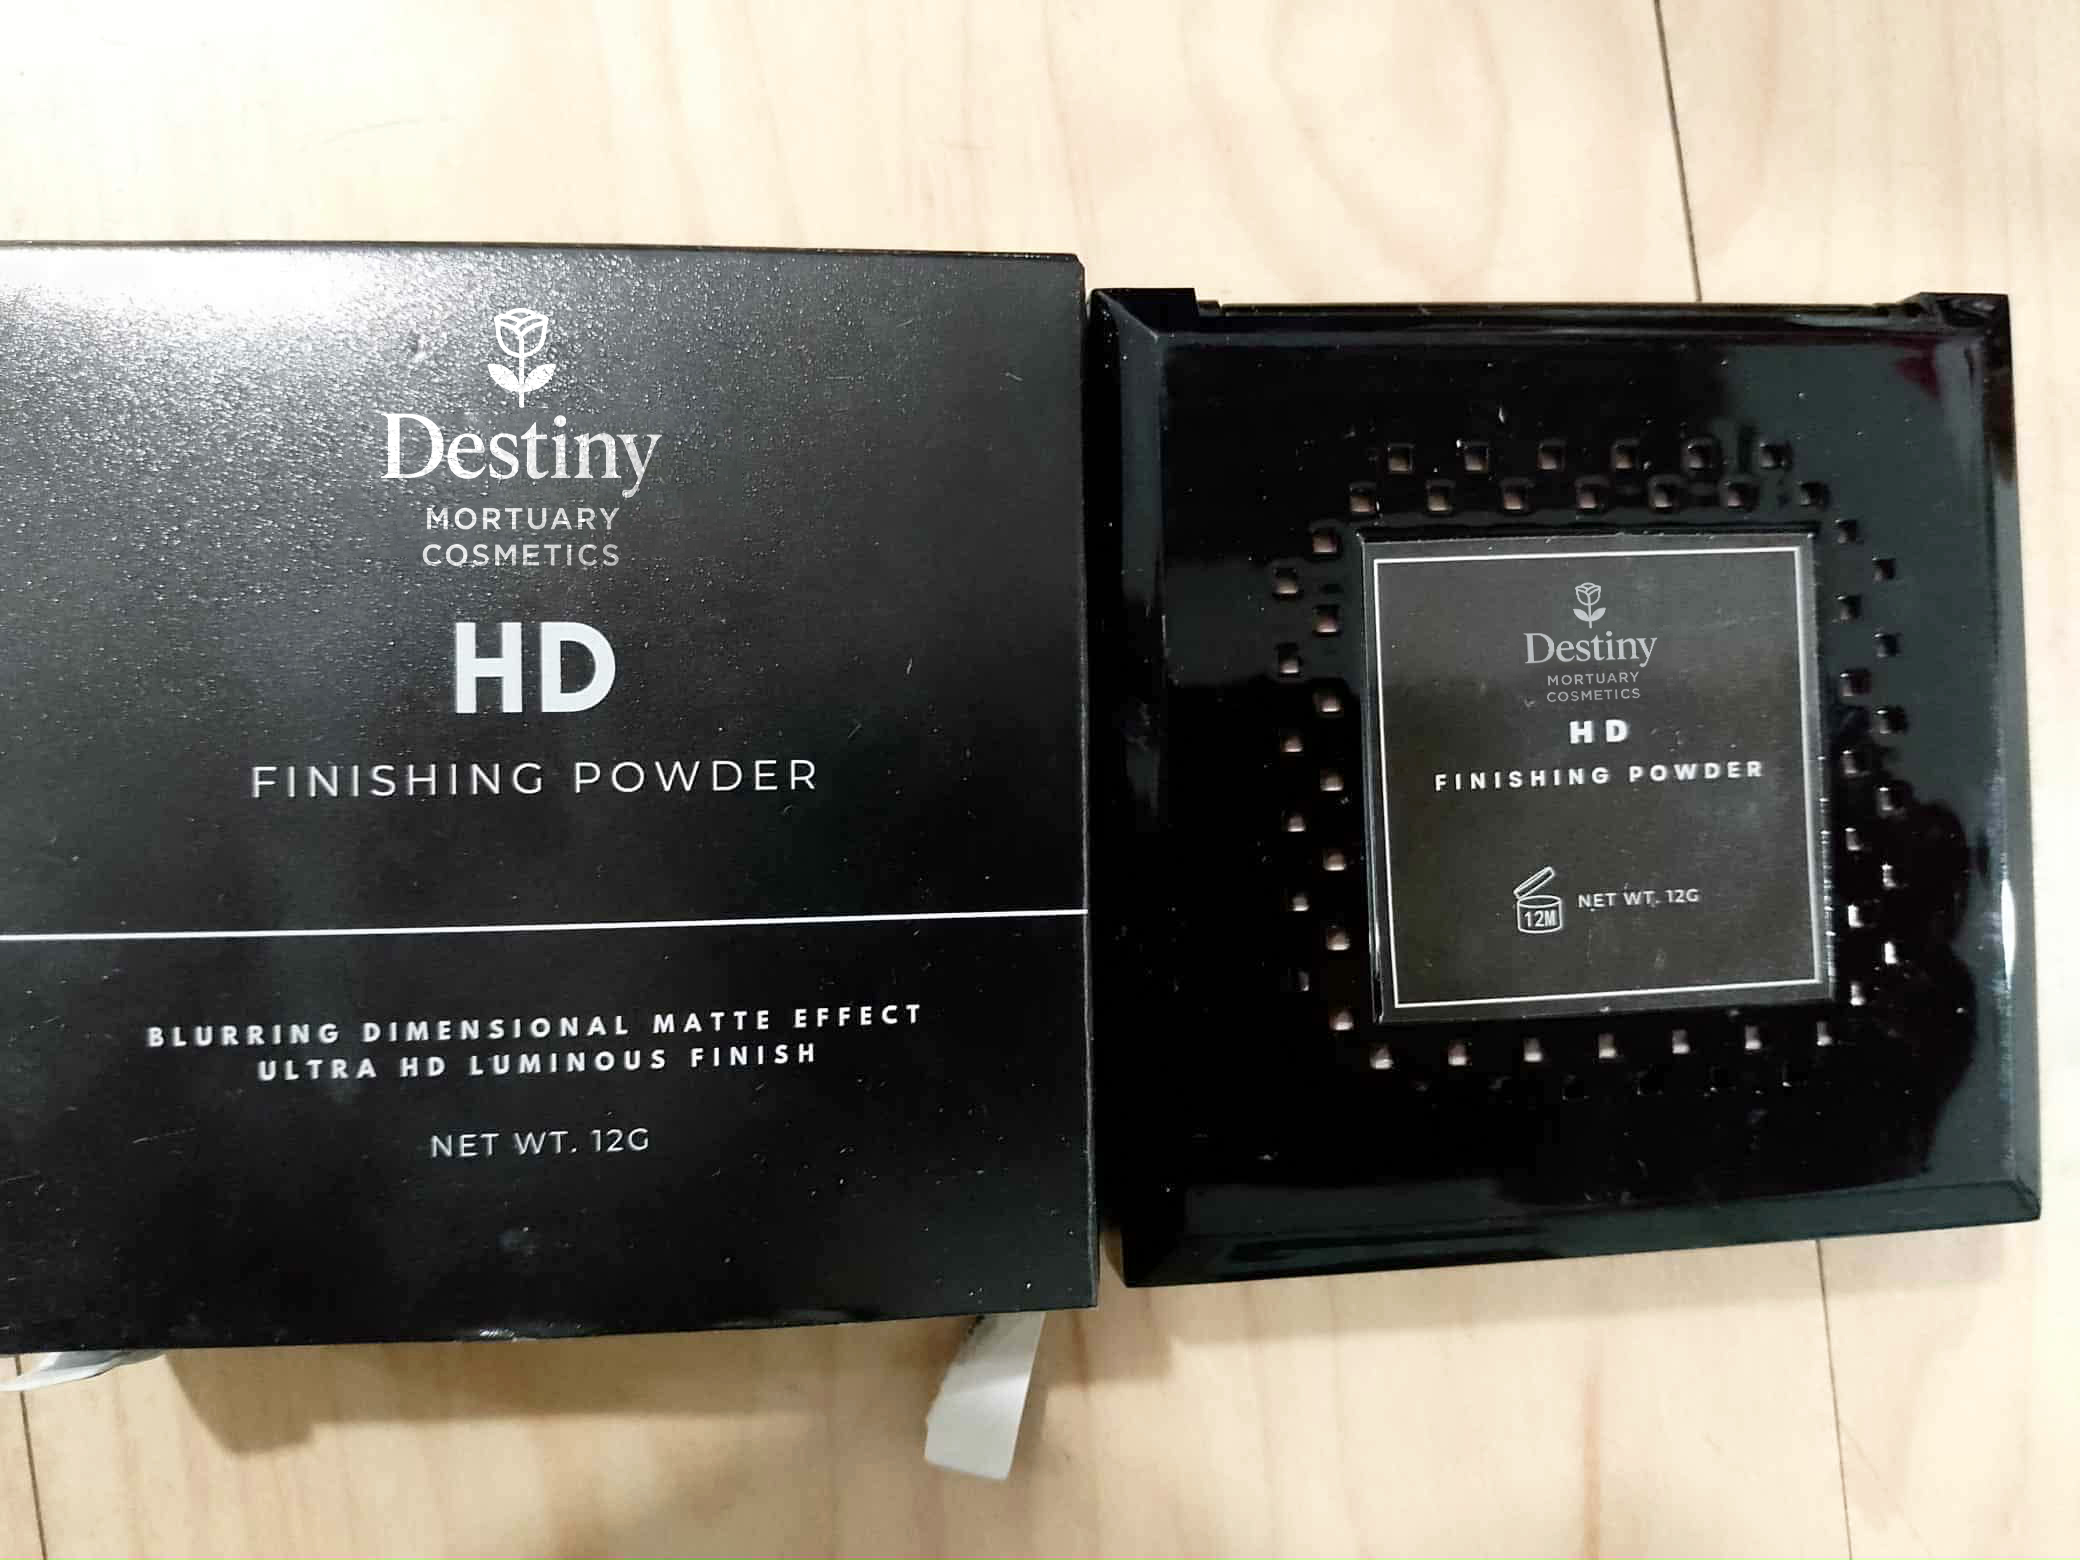 Destiny
MORTUARY
COSMETICS
HD
FINISHING POWDER
BLURRING DIMENSIONAL MATTE EFFECT
ULTRA HD LUMINOUS FINISH
NET WT. 12G
Destiny
MORTUARY
COSMETICS
HD
FINISHING POWDER
12M
NET WT. 12G